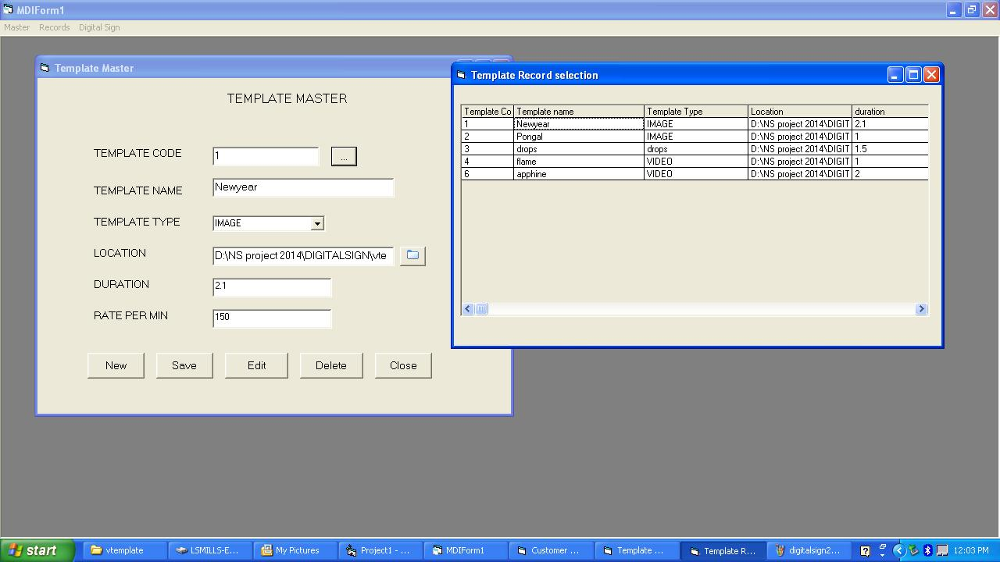 MDIForm1
Master Records Digital Sign
Template Master
TEMPLATE MASTER
TEMPLATE CODE 1 ...
TEMPLATE NAME Newyear
TEMPLATE TYPE IMAGE
LOCATION D:\NS project 2014\DIGITALSIGN\vte
DURATION 2.1
RATE PER MIN 150
New Save Edit Delete Close
Template Record selection
Template Co Template name Template Type Location duration
1 Newyear IMAGE D:\NS project 2014\DIGIT 2.1
2 Pongal IMAGE D:\NS project 2014\DIGIT 1
3 drops drops D:\NS project 2014\DIGIT 1.5
4 flame VIDEO D:\NS project 2014\DIGIT 1
6 apphine VIDEO D:\NS project 2014\DIGIT 2
start vtemplate LSMILLS-E... My Pictures Project1 - ... MDIForm1 Customer ... Template ... Template R... digitalsign2... 12:03 PM